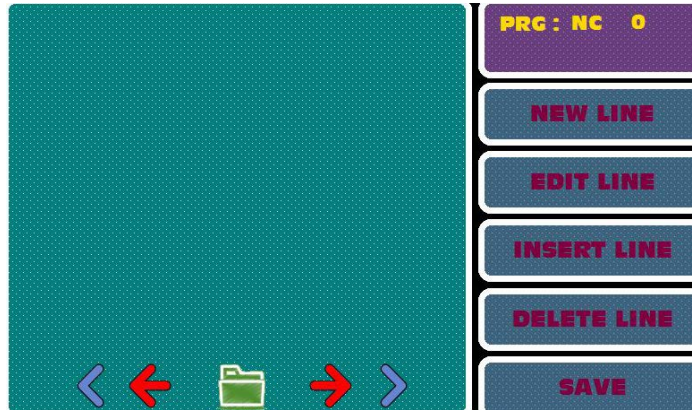 PRG : NC 0
NEW LINE
EDIT LINE
INSERT LINE
DELETE LINE
SAVE